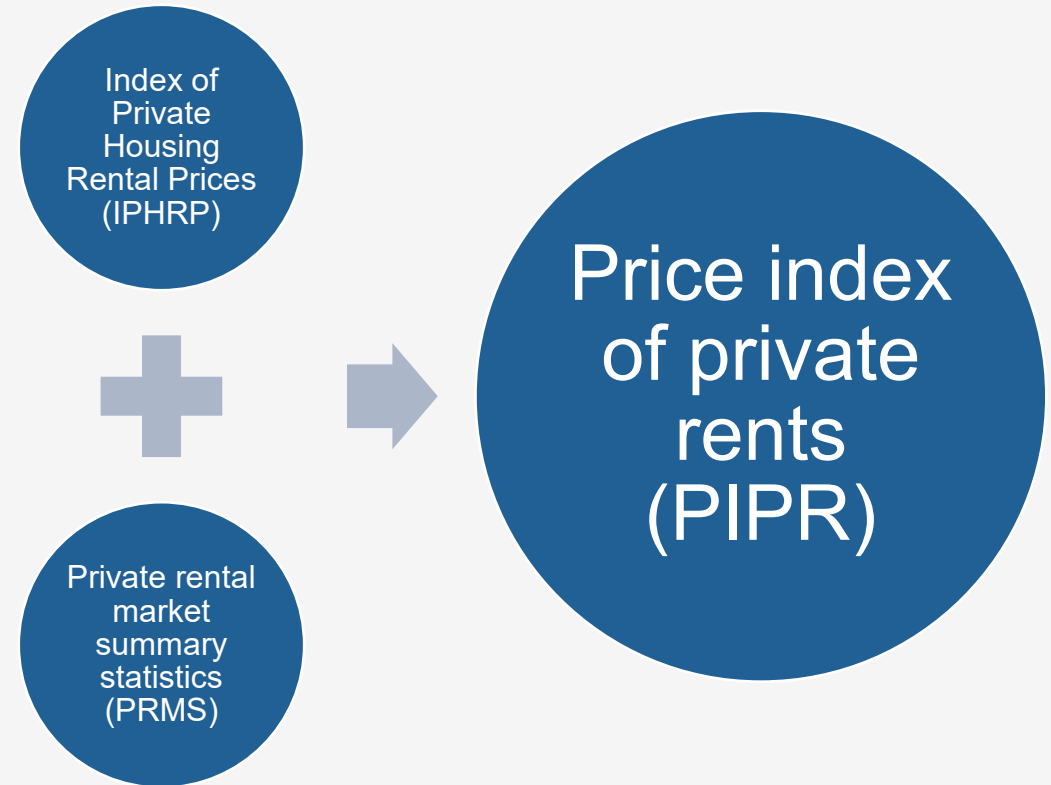 Index of
Private
Housing
Rental Prices
(IPHRP)
Private rental
market
summary
statistics
(PRMS)
Price index
of private
rents
(PIPR)